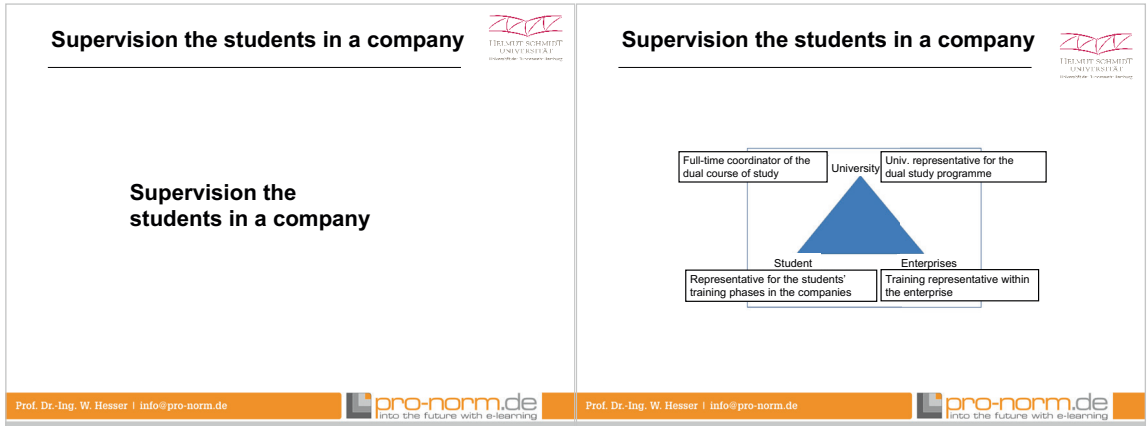 Supervision the students in a company
HELMUT SCHMIDT
UNIVERSITÄT
Supervision the
students in a company
Prof. Dr.-Ing. W. Hesser | info@pro-norm.de
pro-norm.de
into the future with e-learning
Supervision the students in a company
HELMUT SCHMIDT
UNIVERSITÄT
Full-time coordinator of the
dual course of study
University
Univ. representative for the
dual study programme
Student
Enterprises
Representative for the students'
training phases in the companies
Training representative within
the enterprise
Prof. Dr.-Ing. W. Hesser | info@pro-norm.de
pro-norm.de
into the future with e-learning